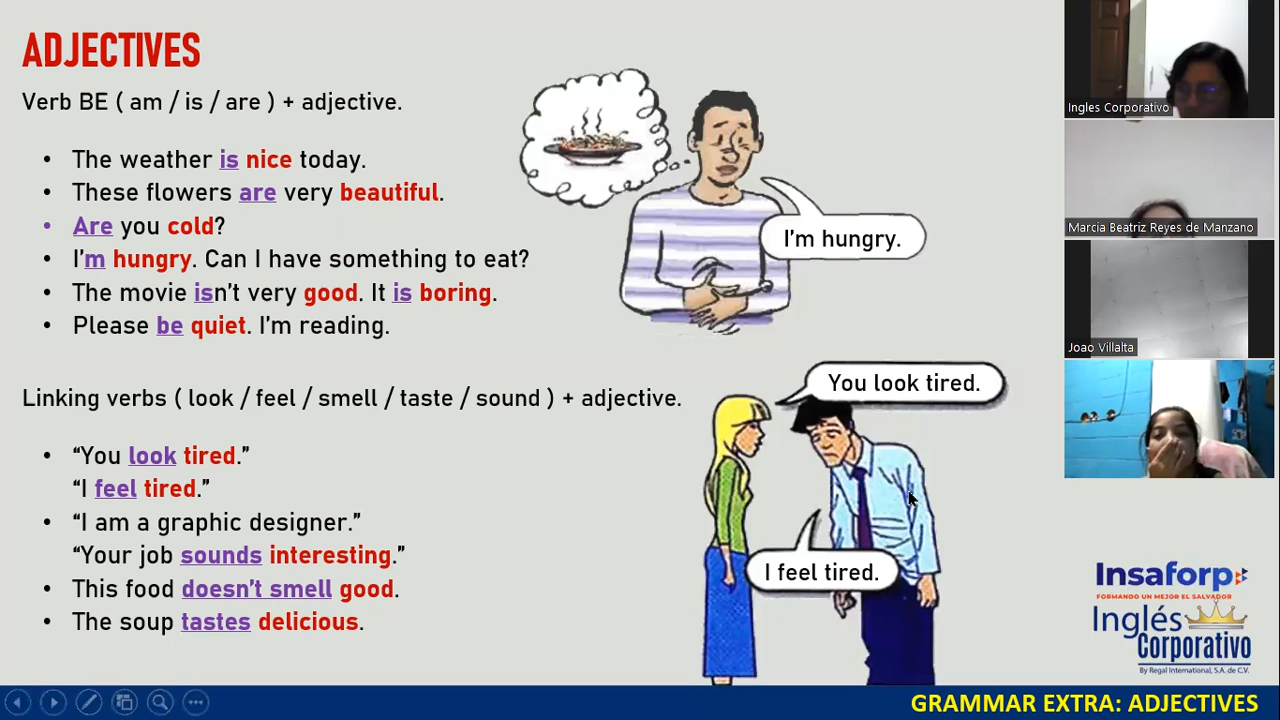 ADJECTIVES
Verb BE ( am / is / are ) + adjective.
• The weather is nice today.
• These flowers are very beautiful.
• Are you cold?
• I'm hungry. Can I have something to eat?
• The movie isn't very good. It is boring.
• Please be quiet. I'm reading.
I'm hungry.
Linking verbs ( look / feel / smell / taste / sound ) + adjective.
• “You look tired.”
“I feel tired.”
• “I am a graphic designer.”
“Your job sounds interesting.”
• This food doesn't smell good.
• The soup tastes delicious.
You look tired.
I feel tired.
Ingles Corporativo
Marcia Beatriz Reyes de Manzano
Joao Villalta
Insaforp
FORMANDO UN MEJOR EL SALVADOR
Inglés
Corporativo
By Regal International, S.A. de C.V.
GRAMMAR EXTRA: ADJECTIVES